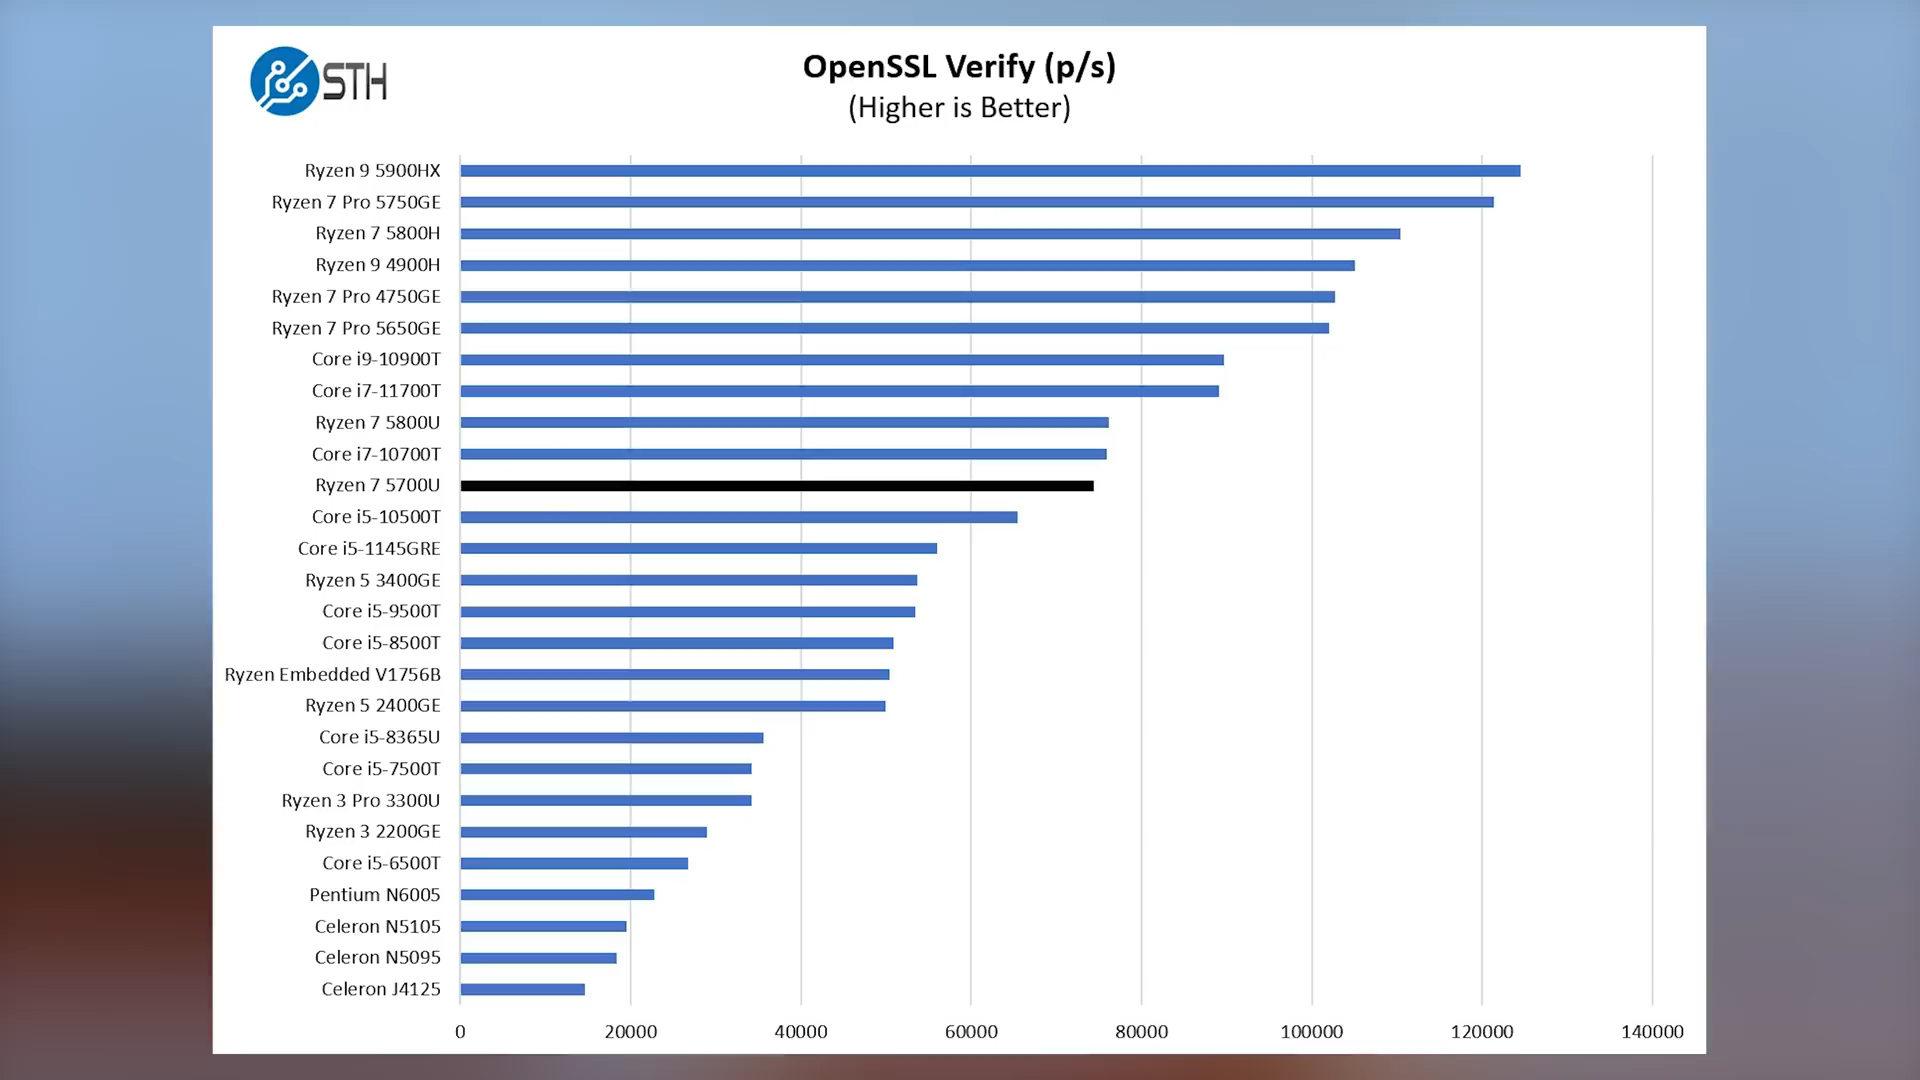 STH
OpenSSL Verify (p/s)
(Higher is Better)
Ryzen 9 5900HX
Ryzen 7 Pro 5750GE
Ryzen 7 5800H
Ryzen 9 4900H
Ryzen 7 Pro 4750GE
Ryzen 7 Pro 5650GE
Core i9-10900T
Core i7-11700T
Ryzen 7 5800U
Core i7-10700T
Ryzen 7 5700U
Core i5-10500T
Core i5-1145GRE
Ryzen 5 3400GE
Core i5-9500T
Core i5-8500T
Ryzen Embedded V1756B
Ryzen 5 2400GE
Core i5-8365U
Core i5-7500T
Ryzen 3 Pro 3300U
Ryzen 3 2200GE
Core i5-6500T
Pentium N6005
Celeron N5105
Celeron N5095
Celeron J4125
0 20000 40000 60000 80000 100000 120000 140000